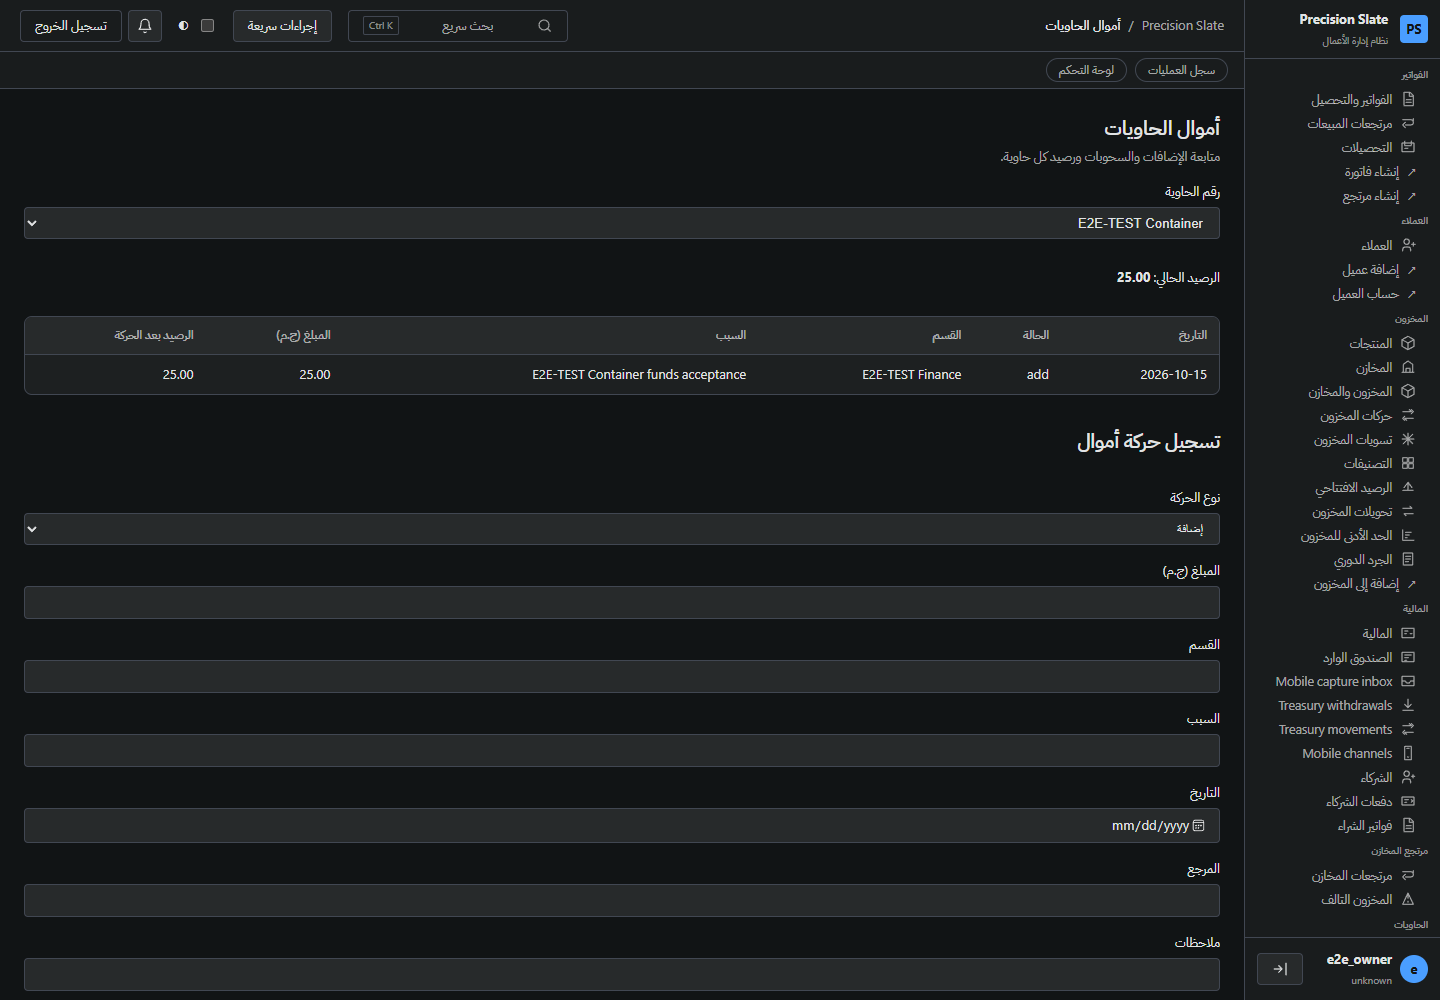 PS
Precision Slate
نظام إدارة الأعمال
الفواتير
الفواتير والتحصيل
مرتجعات المبيعات
التحصيلات
إنشاء فاتورة
إنشاء مرتجع
العملاء
العملاء
إضافة عميل
حساب العميل
المخزون
المنتجات
المخازن
المخزون والمخازن
حركات المخزون
تسويات المخزون
التصنيفات
الرصيد الافتتاحي
تحويلات المخزون
الحد الأدنى للمخزون
الجرد الدوري
إضافة إلى المخزون
المالية
المالية
الصندوق الوارد
Mobile capture inbox
Treasury withdrawals
Treasury movements
Mobile channels
الشركاء
دفعات الشركاء
فواتير الشراء
مرتجع المخازن
مرتجعات المخازن
المخزون التالف
الحاويات
e
e2e_owner
unknown
Precision Slate / أموال الحاويات
بحث سريع Ctrl K
إجراءات سريعة
تسجيل الخروج
سجل العمليات
لوحة التحكم
أموال الحاويات
متابعة الإضافات والسحوبات ورصيد كل حاوية.
رقم الحاوية
E2E-TEST Container
الرصيد الحالي: 25.00
التاريخ الحالة القسم السبب المبلغ (ج.م) الرصيد بعد الحركة
2026-10-15 add E2E-TEST Finance E2E-TEST Container funds acceptance 25.00 25.00
تسجيل حركة أموال
نوع الحركة
إضافة
المبلغ (ج.م)
القسم
السبب
التاريخ
mm/dd/yyyy
المرجع
ملاحظات